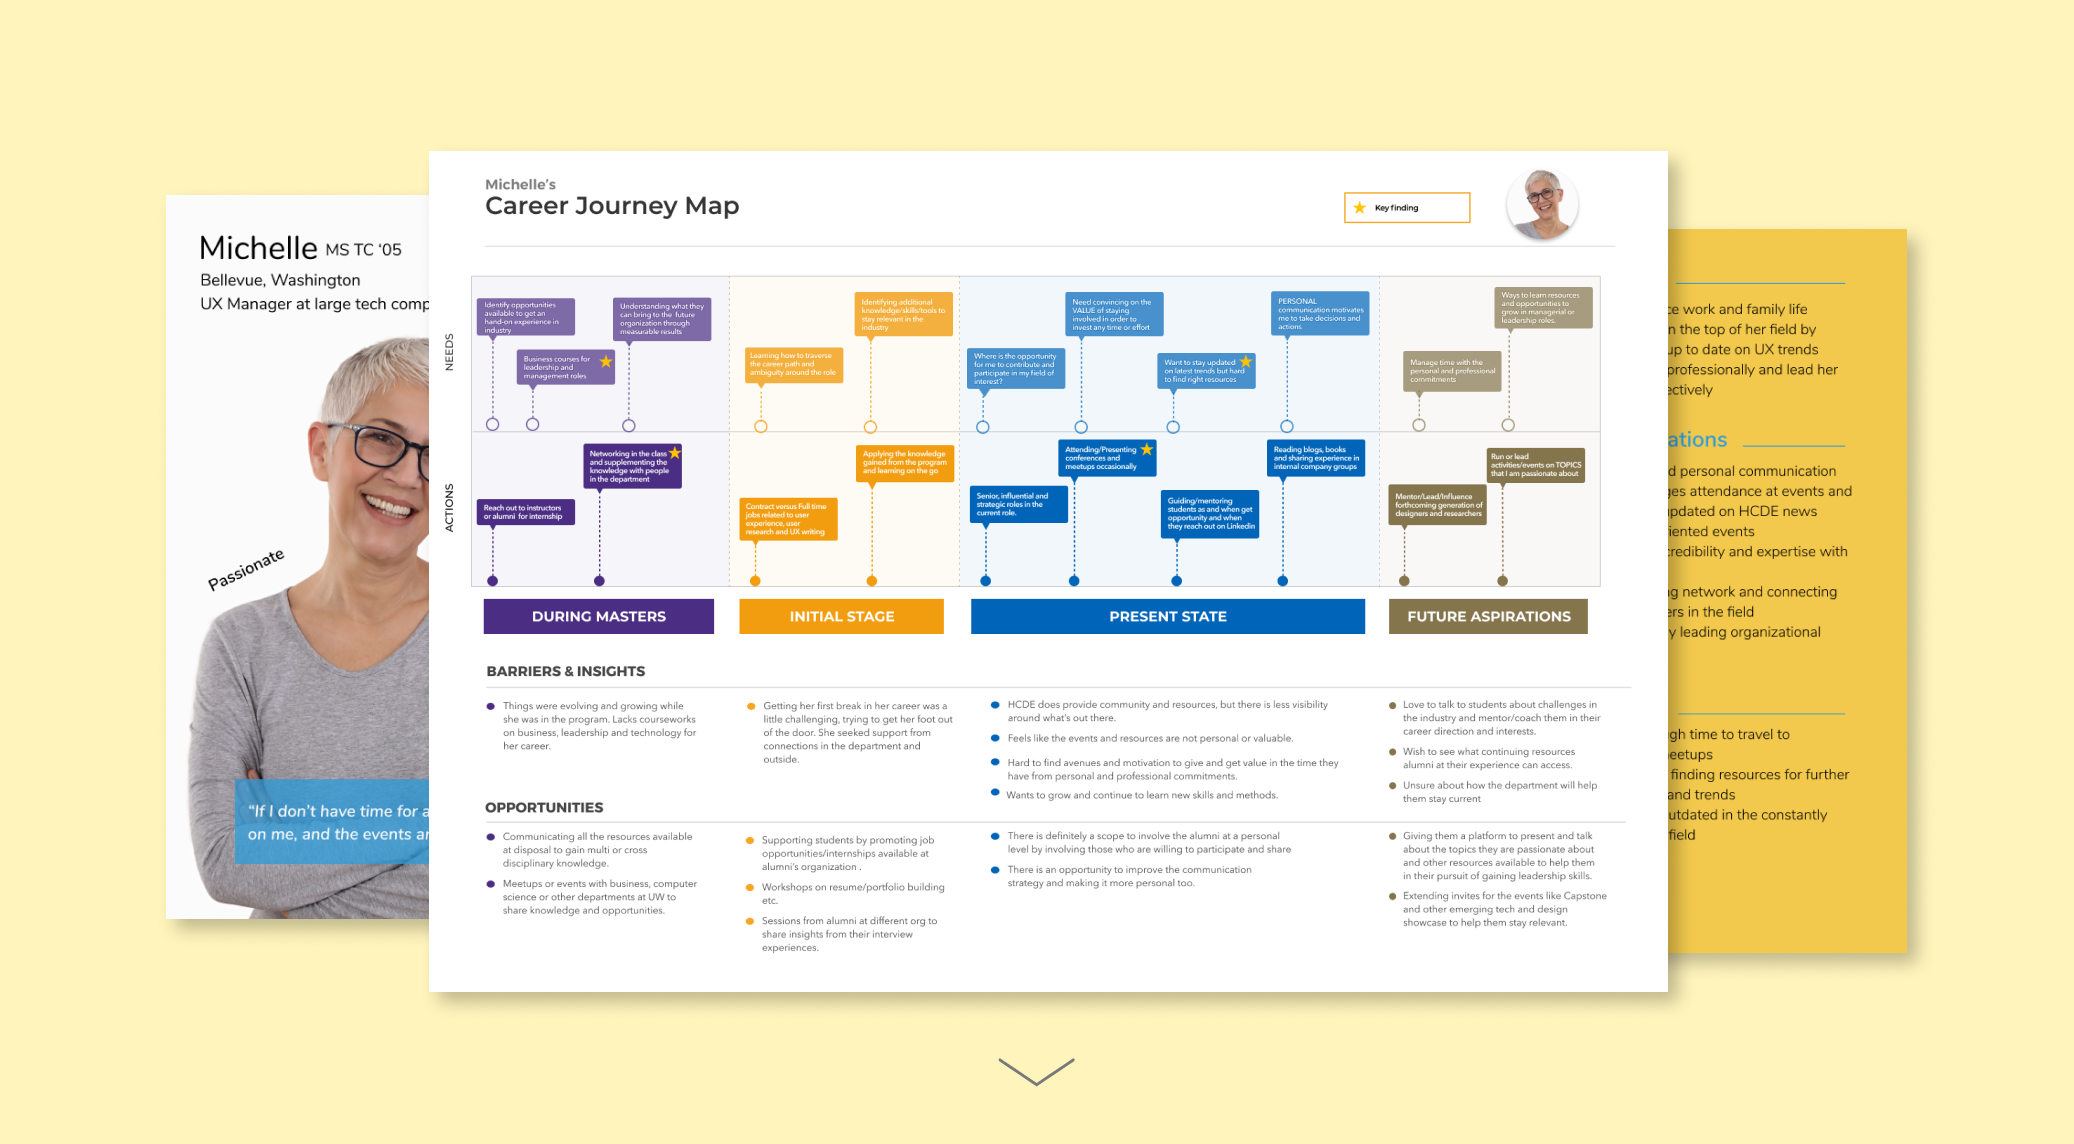 Michelle MS TC ‘05
Bellevue, Washington
UX Manager at large tech comp
Passionate
“If I don’t have time for a
on me, and the events ar
Michelle’s
Career Journey Map
Key finding
NEEDS
Identify opportunities
available to get an
hand-on experience in
industry
Business courses for
leadership and
management roles
Understanding what they
can bring to the future
organization through
measurable results
Learning how to traverse
the career path and
ambiguity around the role
Identifying additional
knowledge/skills/tools to
stay relevant in the
industry
Where is the opportunity
for me to contribute and
participate in my field of
interest?
Need convincing on the
VALUE of staying
involved in order to
invest any time or effort
Want to stay updated
on latest trends but hard
to find right resources
PERSONAL
communication motivates
me to take decisions and
actions
Manage time with the
personal and professional
commitments
Ways to learn resources
and opportunities to
grow in managerial or
leadership roles.
ACTIONS
Reach out to instructors
or alumni for internship
Networking in the class
and supplementing the
knowledge with people
in the department
Contract versus Full time
jobs related to user
experience, user
research and UX writing
Applying the knowledge
gained from the program
and learning on the go
Senior, influential and
strategic roles in the
current role.
Attending/Presenting
conferences and
meetups occasionally
Guiding/mentoring
students as and when get
opportunity and when
they reach out on Linkedin
Reading blogs, books
and sharing experience in
internal company groups
Mentor/Lead/Influence
forthcoming generation of
designers and researchers
Run or lead
activities/events on TOPICS
that I am passionate about
DURING MASTERS
INITIAL STAGE
PRESENT STATE
FUTURE ASPIRATIONS
BARRIERS & INSIGHTS
Things were evolving and growing while
she was in the program. Lacks courseworks
on business, leadership and technology for
her career.
Getting her first break in her career was a
little challenging, trying to get her foot out
of the door. She seeked support from
connections in the department and
outside.
HCDE does provide community and resources, but there is less visibility
around what’s out there.
Feels like the events and resources are not personal or valuable.
Hard to find avenues and motivation to give and get value in the time they
have from personal and professional commitments.
Wants to grow and continue to learn new skills and methods.
Love to talk to students about challenges in
the industry and mentor/coach them in their
career direction and interests.
Wish to see what continuing resources
alumni at their experience can access.
Unsure about how the department will help
them stay current
OPPORTUNITIES
Communicating all the resources available
at disposal to gain multi or cross
disciplinary knowledge.
Meetups or events with business, computer
science or other departments at UW to
share knowledge and opportunities.
Supporting students by promoting job
opportunities/internships available at
alumni’s organization .
Workshops on resume/portfolio building
etc.
Sessions from alumni at different org to
share insights from their interview
experiences.
There is definitely a scope to involve the alumni at a personal
level by involving those who are willing to participate and share
There is an opportunity to improve the communication
strategy and making it more personal too.
Giving them a platform to present and talk
about the topics they are passionate about
and other resources available to help them
in their pursuit of gaining leadership skills.
Extending invites for the events like Capstone
and other emerging tech and design
showcase to help them stay relevant.
ce work and family life
n the top of her field by
up to date on UX trends
professionally and lead her
ectively
ations
d personal communication
ges attendance at events and
updated on HCDE news
iented events
credibility and expertise with
ng network and connecting
ers in the field
y leading organizational
gh time to travel to
meetups
finding resources for further
and trends
utdated in the constantly
field